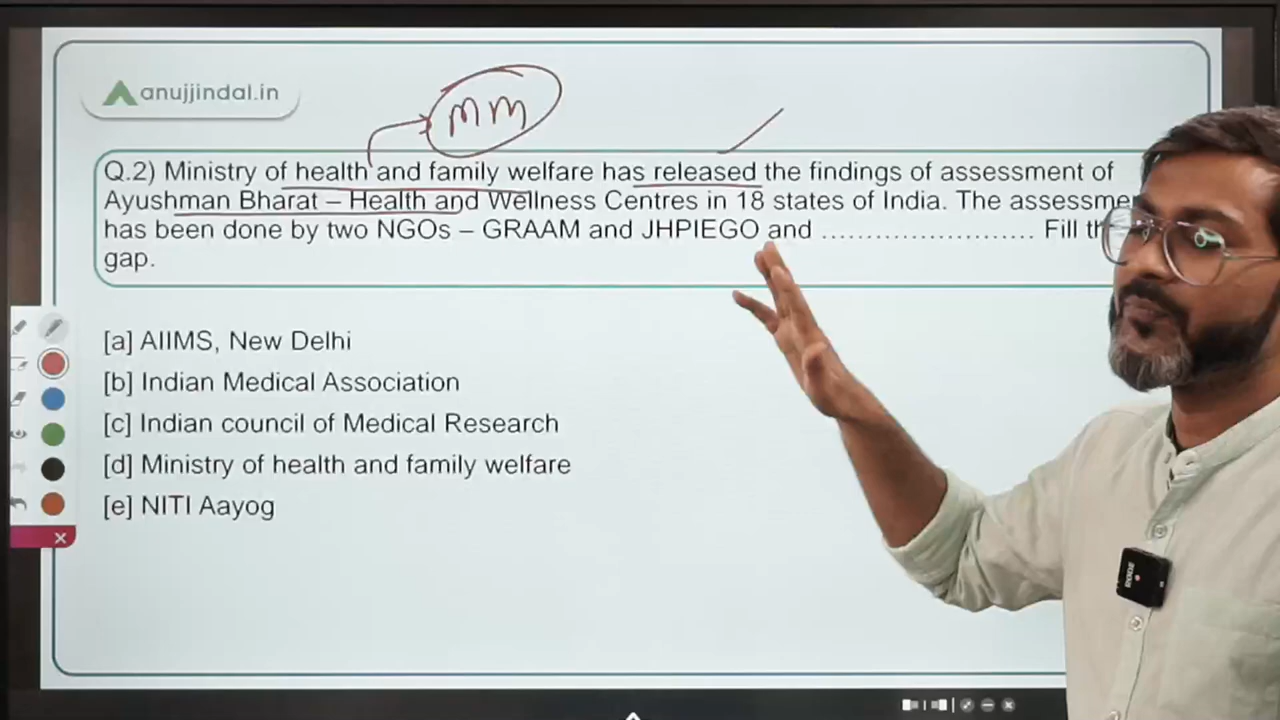 anujjindal.in
MM
Q.2) Ministry of health and family welfare has released the findings of assessment of
Ayushman Bharat – Health and Wellness Centres in 18 states of India. The assessme
has been done by two NGOs – GRAAM and JHPIEGO and ........................ Fill th
gap.
[a] AIIMS, New Delhi
[b] Indian Medical Association
[c] Indian council of Medical Research
[d] Ministry of health and family welfare
[e] NITI Aayog
RODE